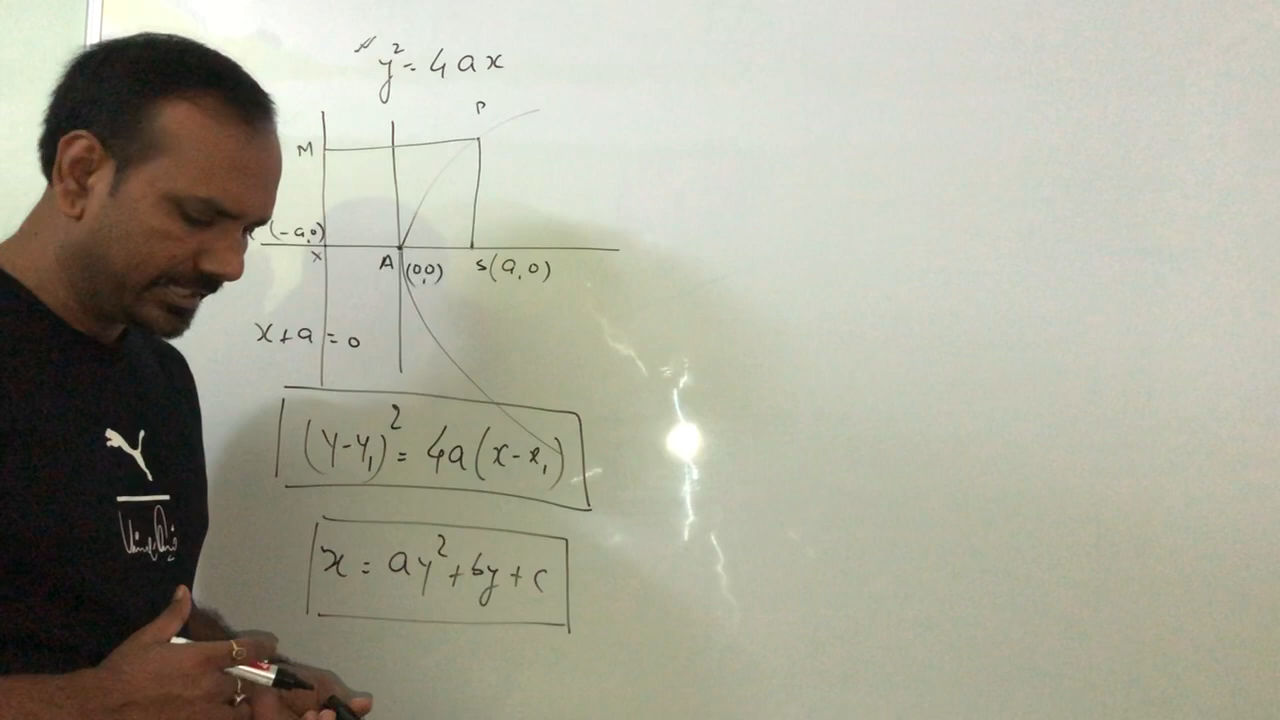 y² = 4ax
P
M
(-a,0)
X
A (0,0)
S(a,0)
x+a = 0
(y-y₁)² = 4a(x-x₁)
x = ay²+by+c